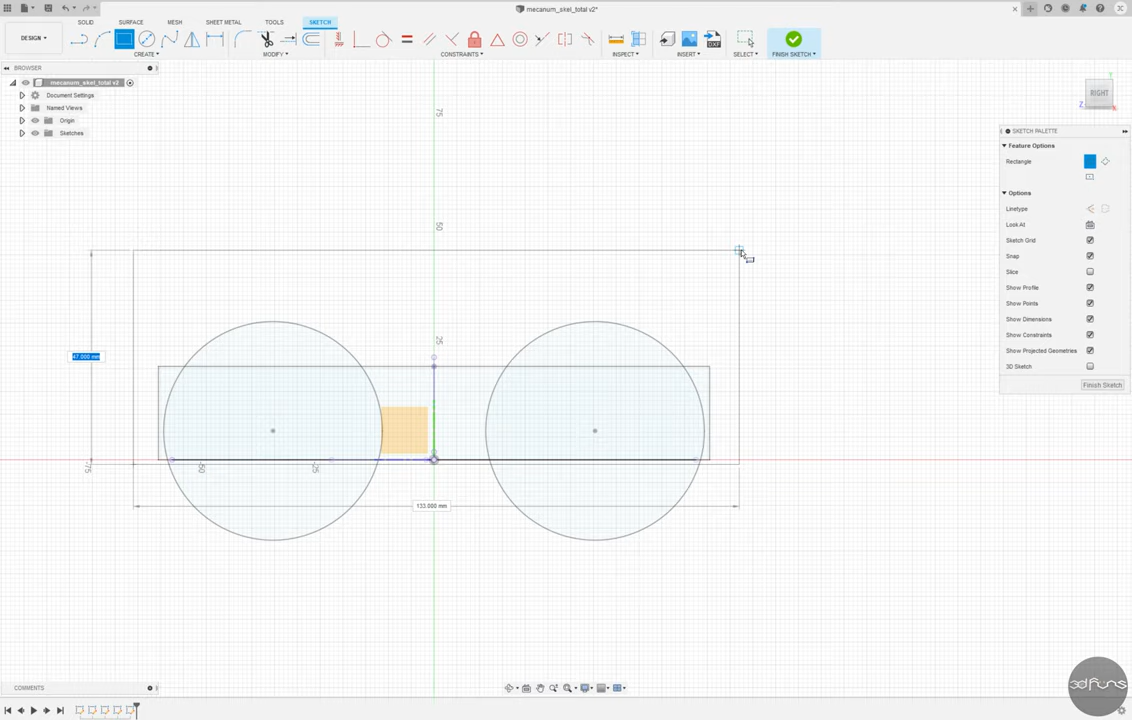 mecanum_skel_total v2*
SOLID SURFACE MESH SHEET METAL TOOLS SKETCH
DESIGN ▾
CREATE ▾ MODIFY ▾ CONSTRAINTS ▾ INSPECT ▾ INSERT ▾ SELECT ▾ FINISH SKETCH ▾
BROWSER
mecanum_skel_total v2
Document Settings
Named Views
Origin
Sketches
75
50
25
-25
-50
-75
47.000 mm
133.000 mm
Y
RIGHT
Z
X
SKETCH PALETTE
Feature Options
Rectangle
Options
Linetype
Look At
Sketch Grid
Snap
Slice
Show Profile
Show Points
Show Dimensions
Show Constraints
Show Projected Geometries
3D Sketch
Finish Sketch
COMMENTS
3dfuns